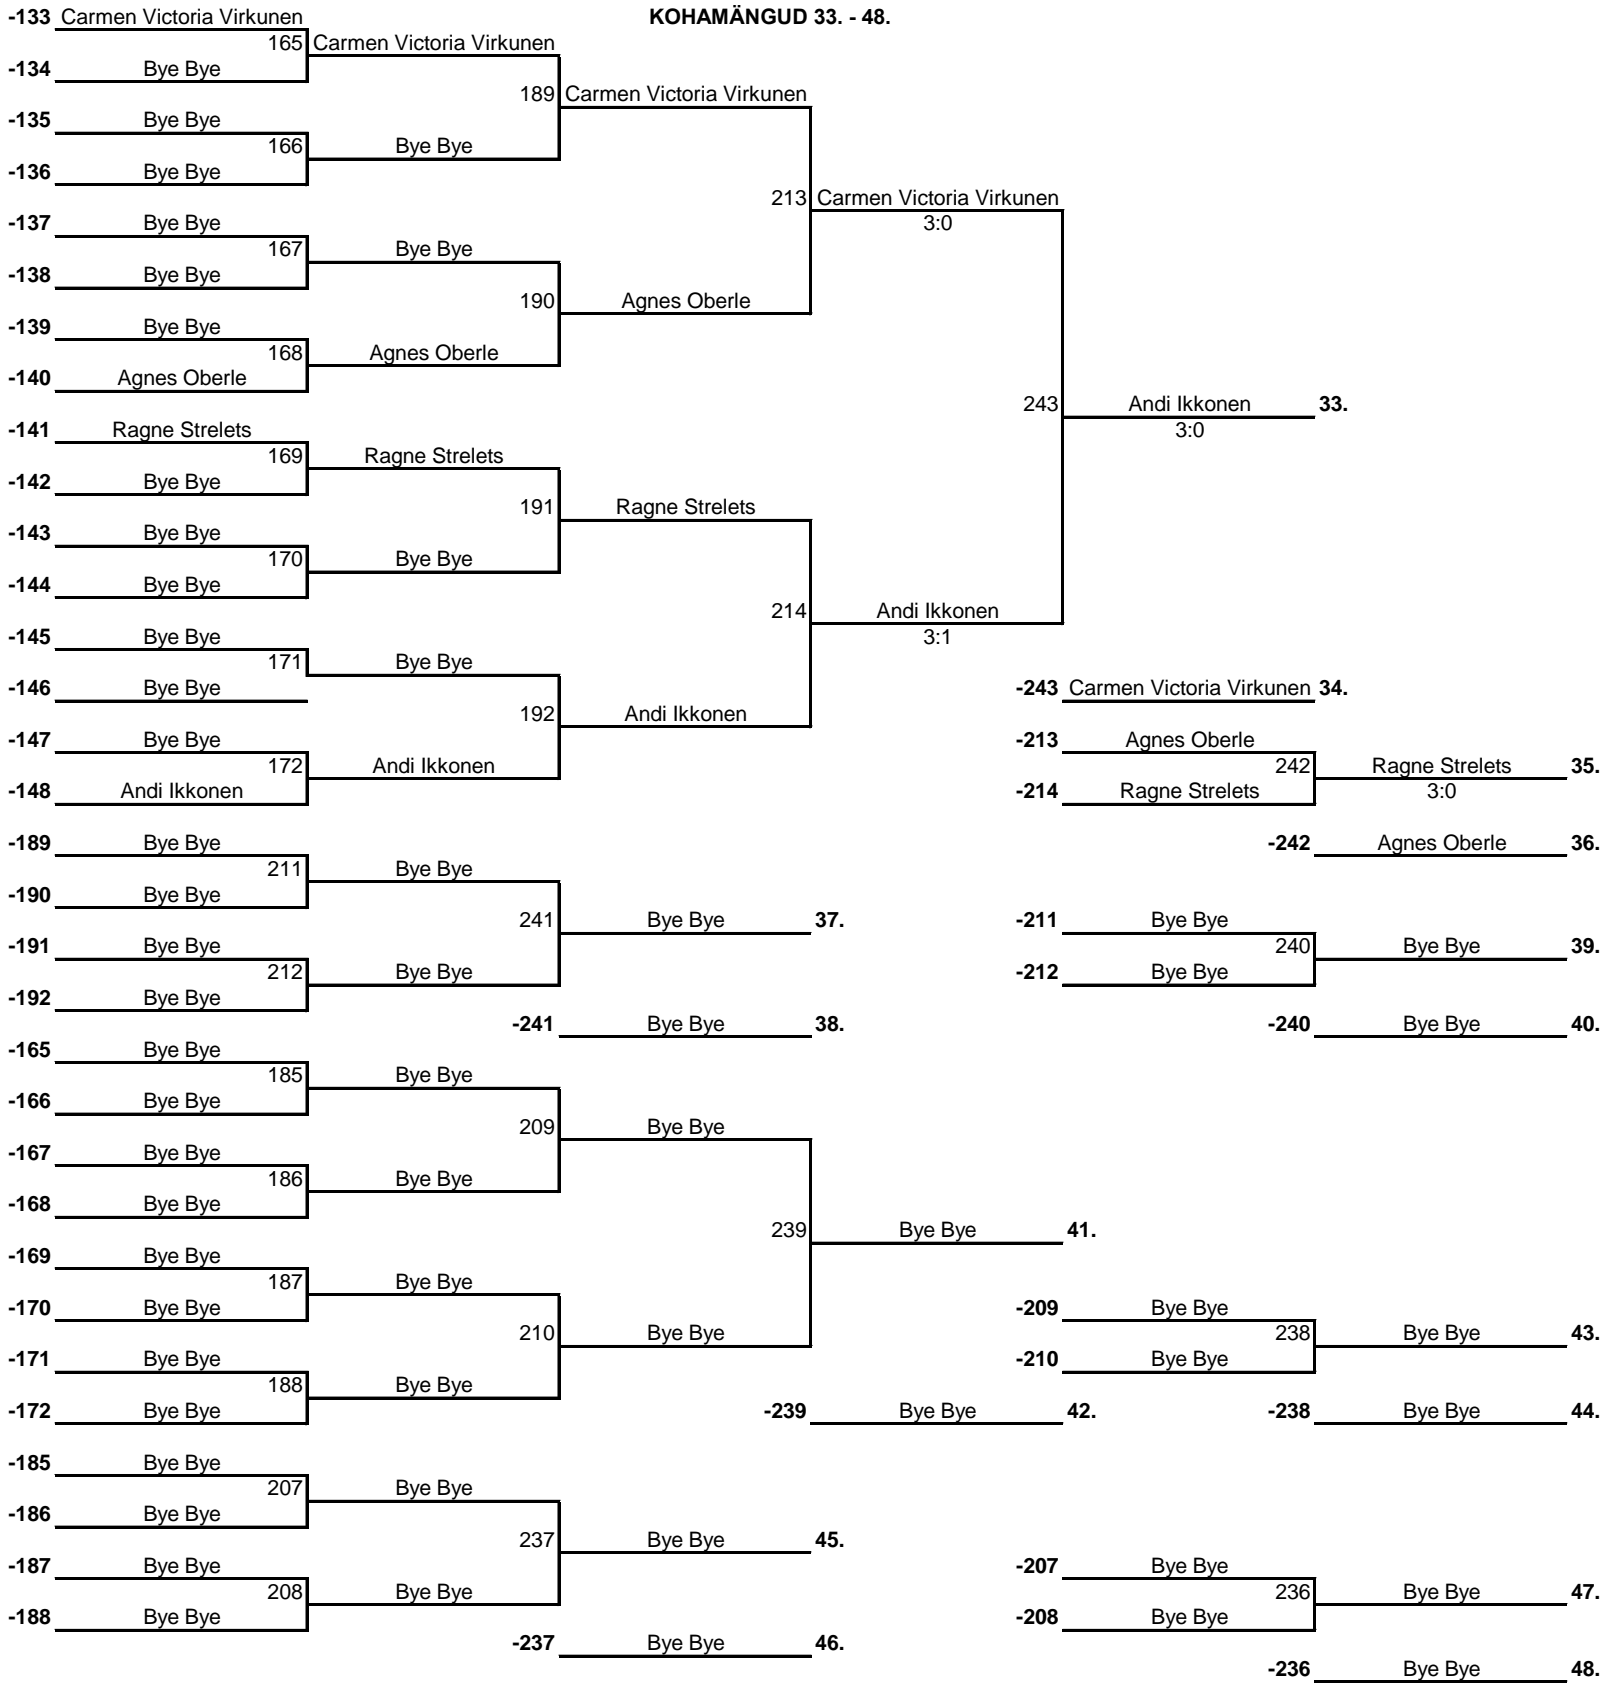 -133 Carmen Victoria Virkunen KOHAMÄNGUD 33. - 48.
165 Carmen Victoria Virkunen
-134 Bye Bye
189 Carmen Victoria Virkunen
-135 Bye Bye
166 Bye Bye
-136 Bye Bye
213 Carmen Victoria Virkunen
-137 Bye Bye 3:0
167 Bye Bye
-138 Bye Bye
190 Agnes Oberle
-139 Bye Bye
168 Agnes Oberle
-140 Agnes Oberle
243 Andi Ikkonen 33.
-141 Ragne Strelets 3:0
169 Ragne Strelets
-142 Bye Bye
191 Ragne Strelets
-143 Bye Bye
170 Bye Bye
-144 Bye Bye
214 Andi Ikkonen
-145 Bye Bye 3:1
171 Bye Bye
-146 Bye Bye -243 Carmen Victoria Virkunen 34.
192 Andi Ikkonen
-147 Bye Bye -213 Agnes Oberle
172 Andi Ikkonen 242 Ragne Strelets 35.
-148 Andi Ikkonen -214 Ragne Strelets 3:0
-189 Bye Bye -242 Agnes Oberle 36.
211 Bye Bye
-190 Bye Bye
241 Bye Bye 37. -211 Bye Bye
-191 Bye Bye 240 Bye Bye 39.
212 Bye Bye -212 Bye Bye
-192 Bye Bye
-241 Bye Bye 38. -240 Bye Bye 40.
-165 Bye Bye
185 Bye Bye
-166 Bye Bye
209 Bye Bye
-167 Bye Bye
186 Bye Bye
-168 Bye Bye
239 Bye Bye 41.
-169 Bye Bye
187 Bye Bye
-170 Bye Bye -209 Bye Bye
210 Bye Bye 238 Bye Bye 43.
-171 Bye Bye -210 Bye Bye
188 Bye Bye
-172 Bye Bye -239 Bye Bye 42. -238 Bye Bye 44.
-185 Bye Bye
207 Bye Bye
-186 Bye Bye
237 Bye Bye 45.
-187 Bye Bye -207 Bye Bye
208 Bye Bye 236 Bye Bye 47.
-188 Bye Bye -208 Bye Bye
-237 Bye Bye 46.
-236 Bye Bye 48.